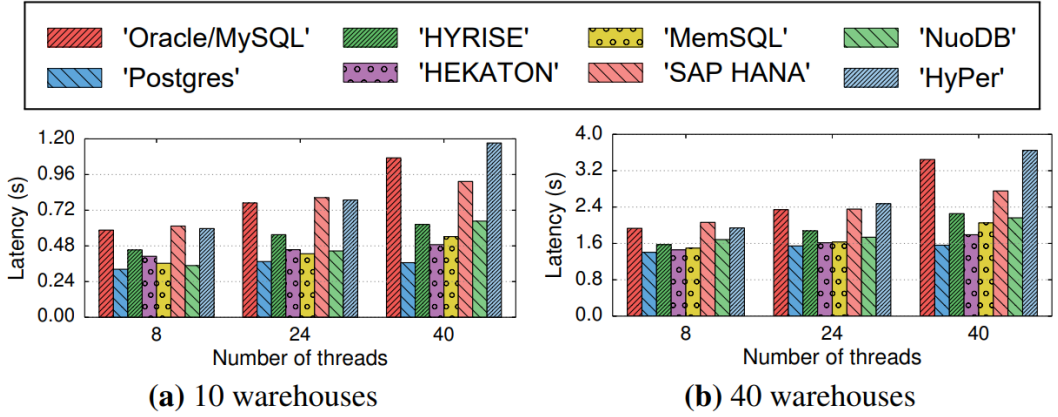 'Oracle/MySQL' 'HYRISE' 'MemSQL' 'NuoDB'
'Postgres' 'HEKATON' 'SAP HANA' 'HyPer'
Latency (s)
1.20
0.96
0.72
0.48
0.24
0.00
8 24 40
Number of threads
(a) 10 warehouses
Latency (s)
4.0
3.2
2.4
1.6
0.8
0.0
8 24 40
Number of threads
(b) 40 warehouses